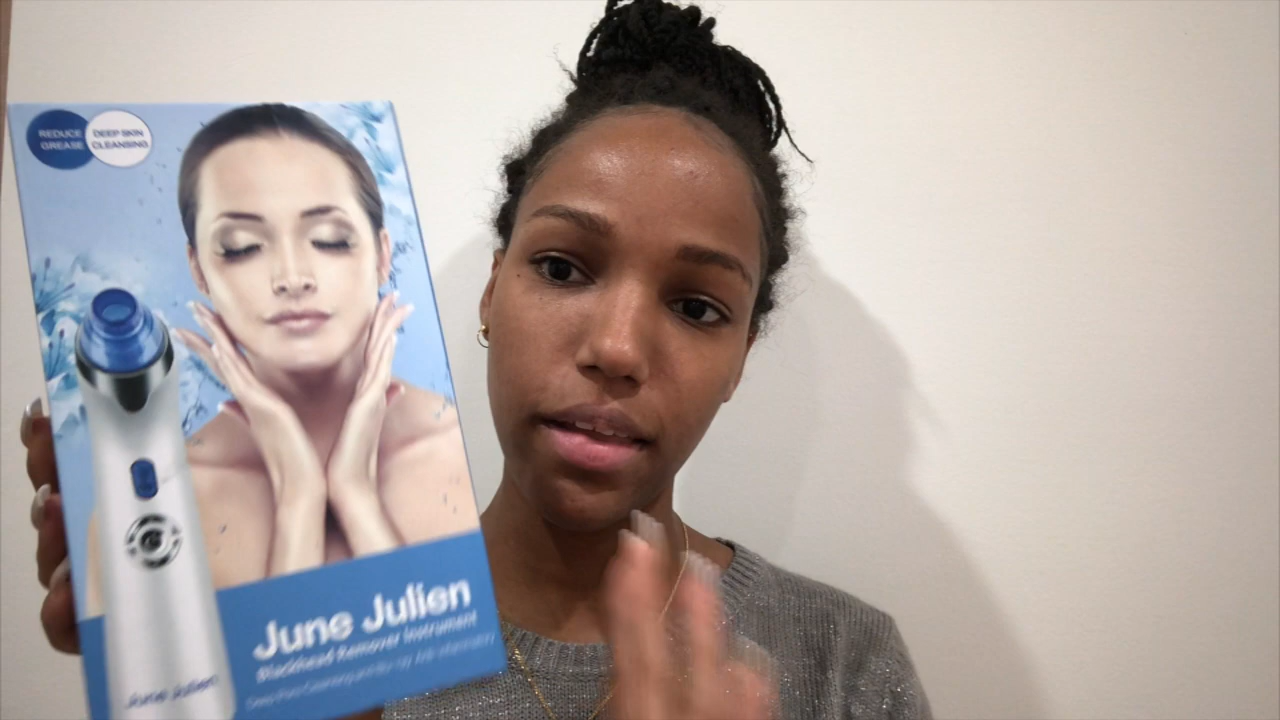 REDUCE
GREASE
DEEP SKIN
CLEANSING
June Julien
Blackhead Remover Instrument
June Julien